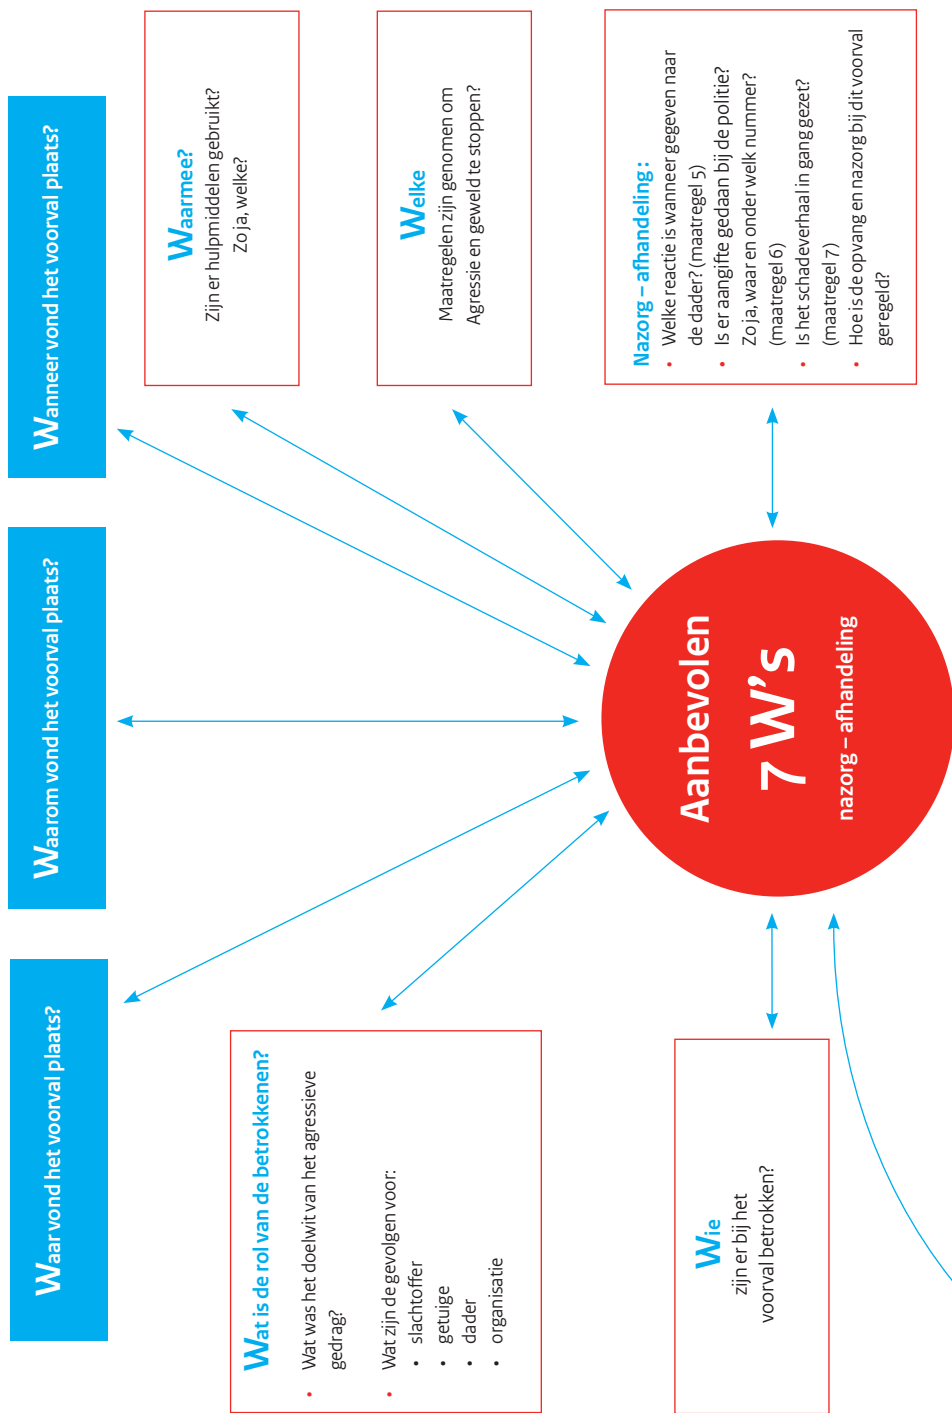 Waar vond het voorval plaats?
Waarom vond het voorval plaats?
Wanneer vond het voorval plaats?
Wat is de rol van de betrokkenen?
• Wat was het doelwit van het agressieve
gedrag?
• Wat zijn de gevolgen voor:
• slachtoffer
• getuige
• dader
• organisatie
Waarmee?
Zijn er hulpmiddelen gebruikt?
Zo ja, welke?
Welke
Maatregelen zijn genomen om
Agressie en geweld te stoppen?
Wie
zijn er bij het
voorval betrokken?
Aanbevolen
7 W's
nazorg – afhandeling
Nazorg – afhandeling :
• Welke reactie is wanneer gegeven naar
de dader? (maatregel 5)
• Is er aangifte gedaan bij de politie?
Zo ja, waar en onder welk nummer?
(maatregel 6)
• Is het schadeverhaal in gang gezet?
(maatregel 7)
• Hoe is de opvang en nazorg bij dit voorval
geregeld?